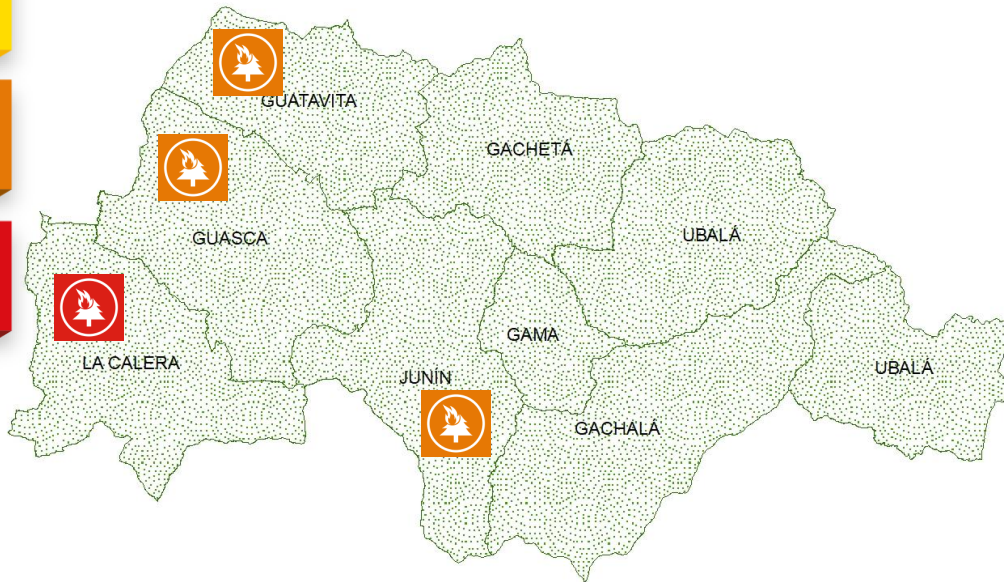 GUATAVITA
GACHETÁ
GUASCA
UBALÁ
GAMA
LA CALERA
UBALÁ
JUNÍN
GACHALÁ